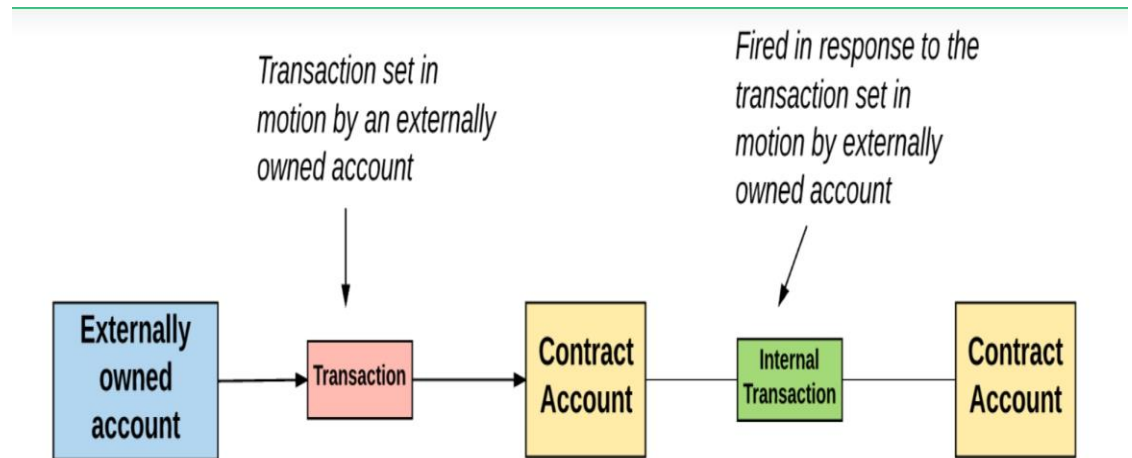 Transaction set in
motion by an externally
owned account
Fired in response to the
transaction set in
motion by externally
owned account
Externally
owned
account
Transaction
Contract
Account
Internal
Transaction
Contract
Account